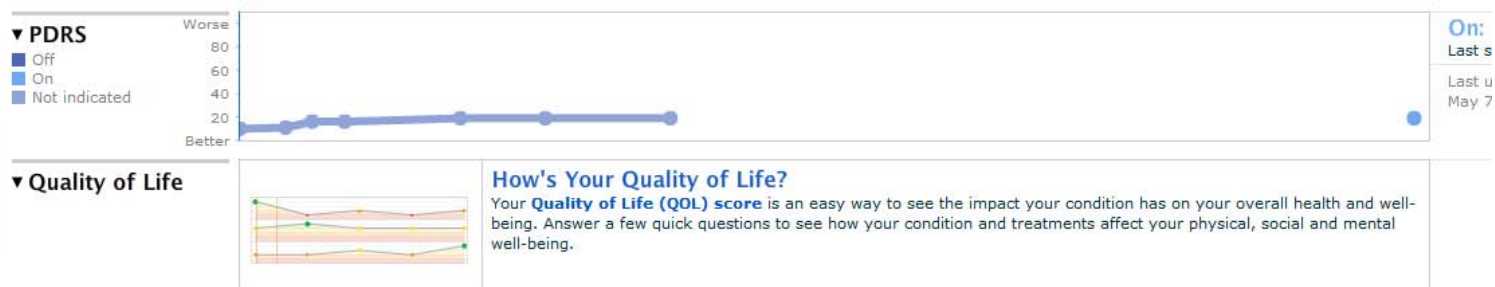 ▾ PDRS
Off
On
Not indicated
Worse
80
60
40
20
Better
On:
Last s
Last u
May 7
▾ Quality of Life
How's Your Quality of Life?
Your Quality of Life (QOL) score is an easy way to see the impact your condition has on your overall health and well-
being. Answer a few quick questions to see how your condition and treatments affect your physical, social and mental
well-being.